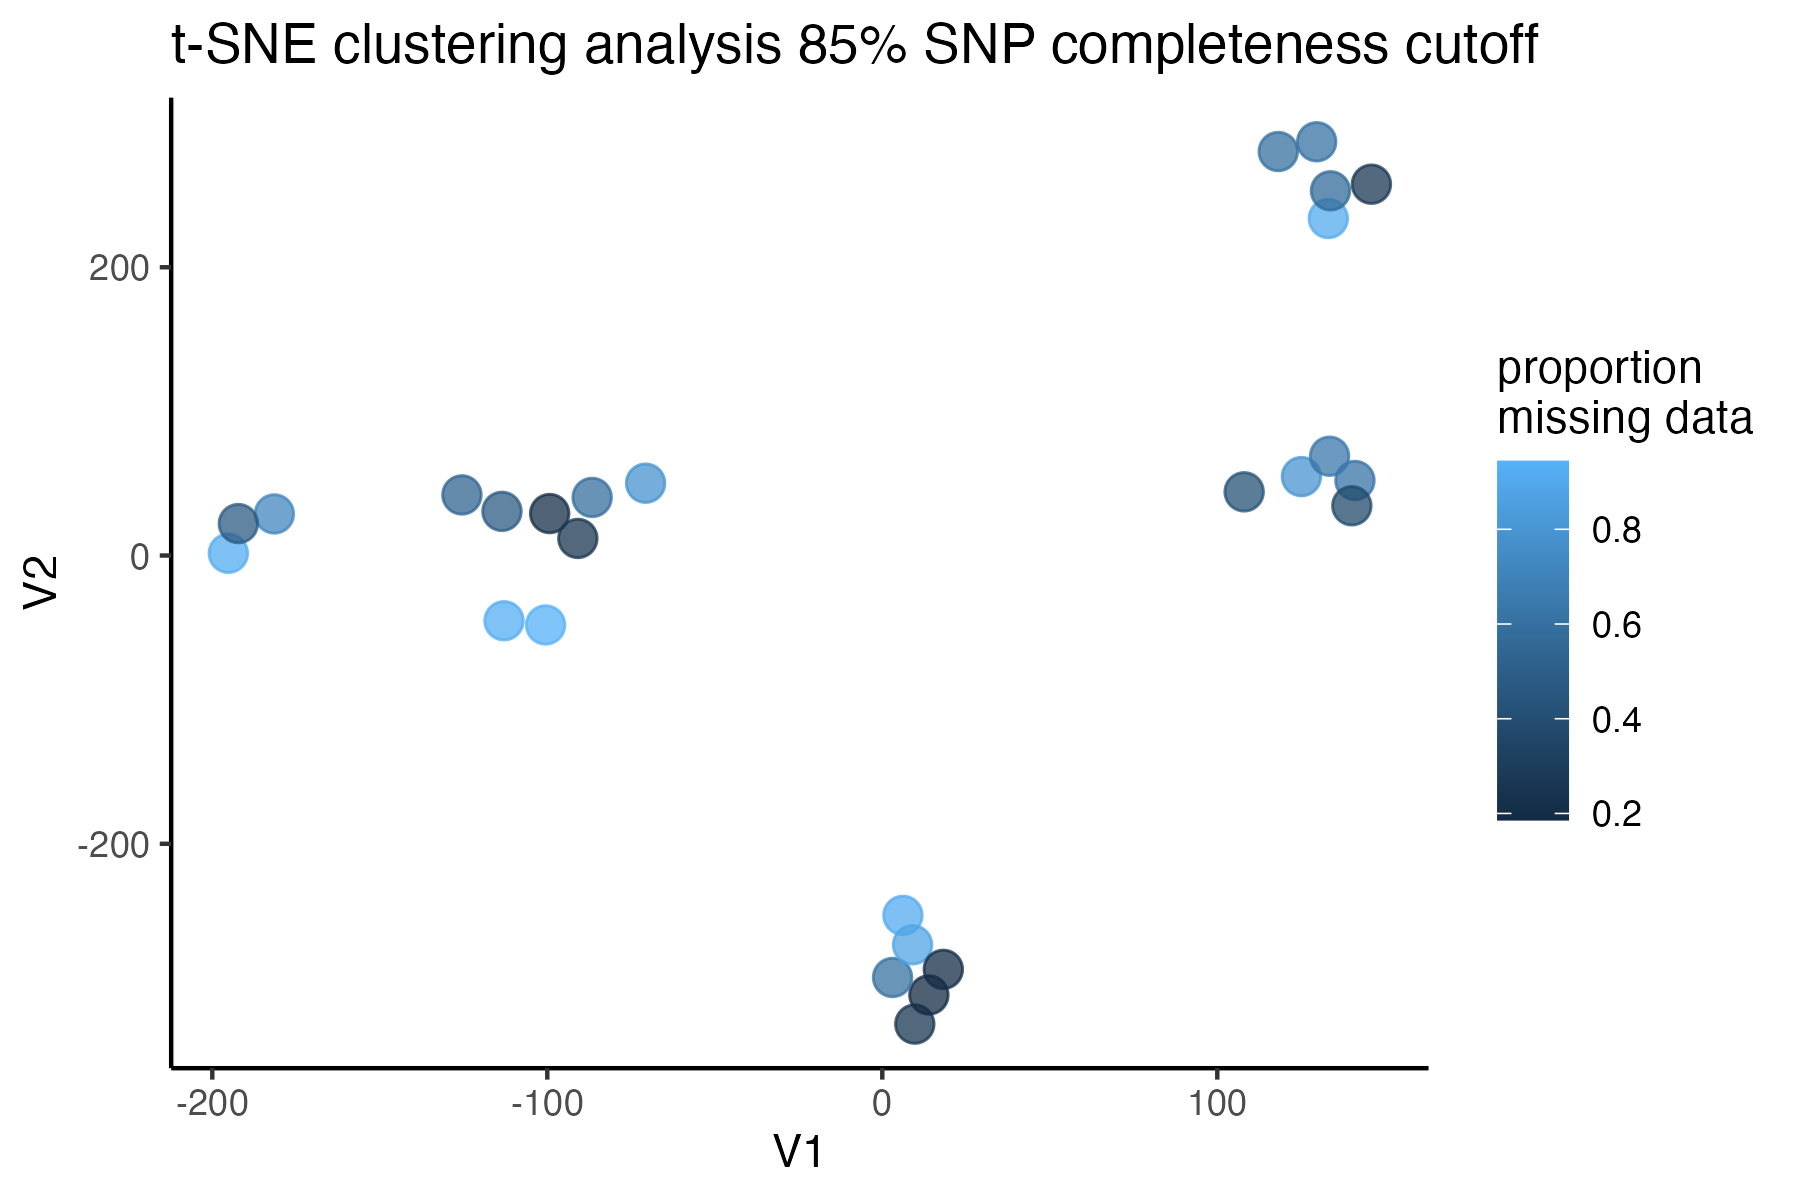 t-SNE clustering analysis 85% SNP completeness cutoff
V2
200
0
-200
-200
-100
0
100
V1
proportion
missing data
0.8
0.6
0.4
0.2